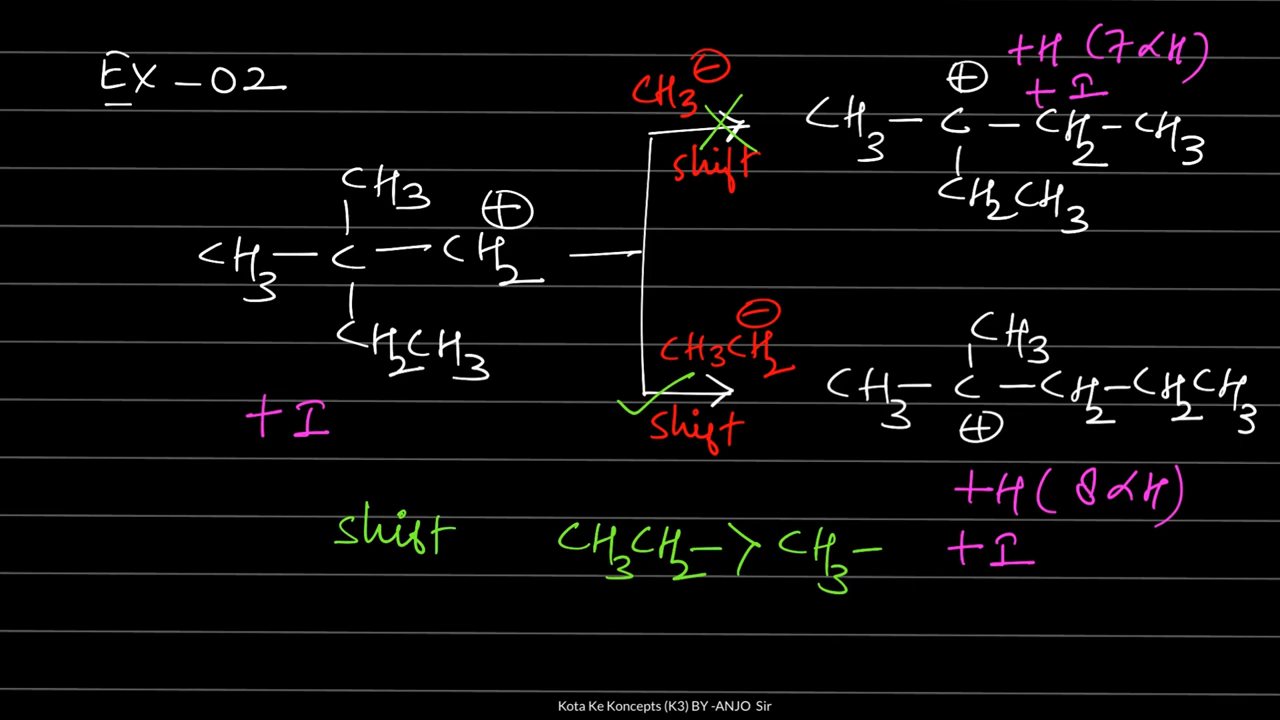 EX-02
CH3⊖ shift
CH3
CH3-C-CH2⊕
CH2CH3
+I
+H (7αH)
+I
⊕
CH3-C-CH2-CH3
CH2CH3
CH3CH2⊖
shift
CH3
CH3-C-CH2-CH2CH3
⊕
+H (8αH)
+I
shift CH3CH2- > CH3-
Kota Ke Koncepts (K3) BY -ANJO Sir